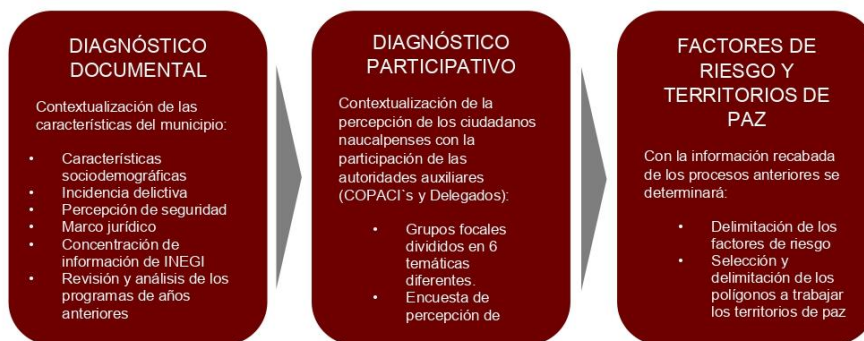 DIAGNÓSTICO
DOCUMENTAL
Contextualización de las
características del municipio:
• Características
sociodemográficas
• Incidencia delictiva
• Percepción de seguridad
• Marco jurídico
• Concentración de
información de INEGI
• Revisión y análisis de los
programas de años
anteriores
DIAGNÓSTICO
PARTICIPATIVO
Contextualización de la
percepción de los ciudadanos
naucalpenses con la
participación de las
autoridades auxiliares
(COPACI`s y Delegados):
• Grupos focales
divididos en 6
temáticas
diferentes.
• Encuesta de
percepción de
FACTORES DE
RIESGO Y
TERRITORIOS DE
PAZ
Con la información recabada
de los procesos anteriores se
determinará:
• Delimitación de los
factores de riesgo
• Selección y
delimitación de los
polígonos a trabajar
los territorios de paz